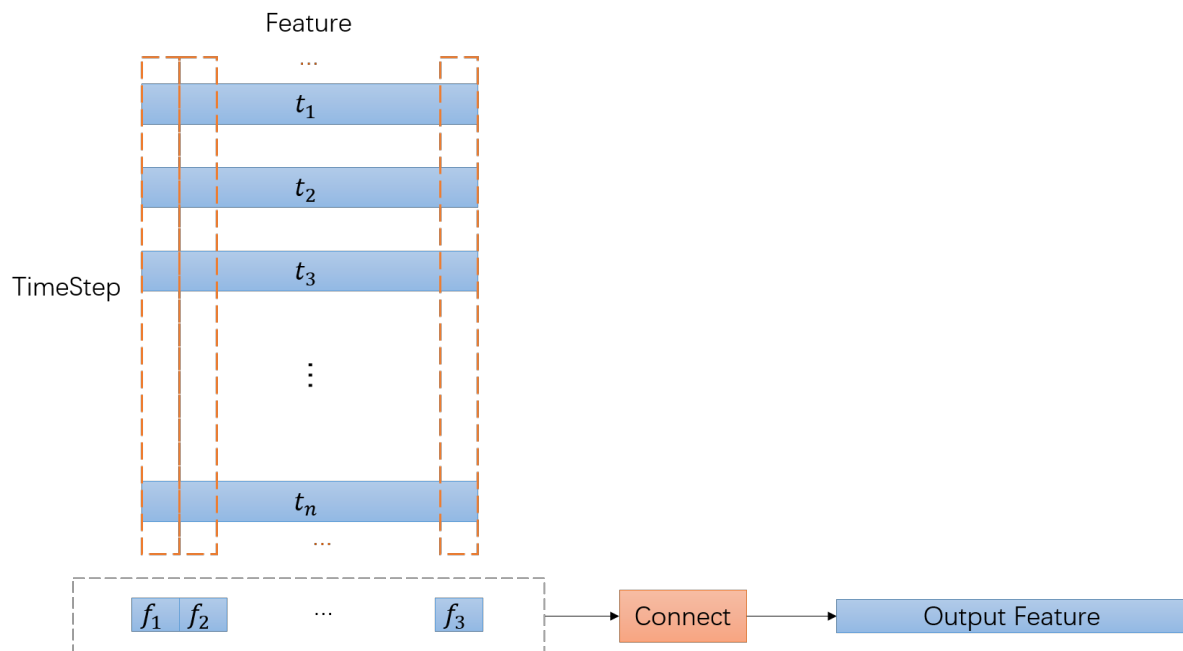 Feature
...
t₁
t₂
t₃
TimeStep
⋮
tₙ
...
f₁ f₂ ... f₃
Connect
Output Feature